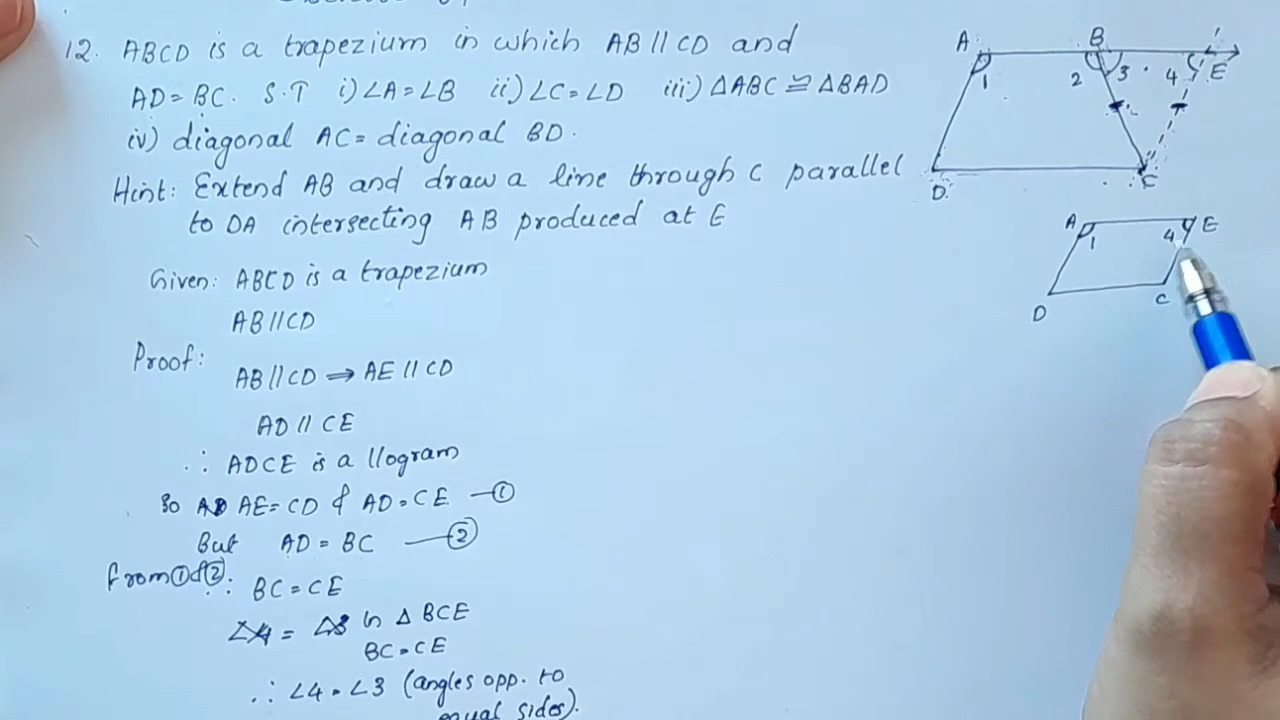 12. ABCD is a trapezium in which AB // CD and
AD = BC. S.T i) ∠A = ∠B ii) ∠C = ∠D iii) ΔABC ≅ ΔBAD
iv) diagonal AC = diagonal BD.
Hint: Extend AB and draw a line through C parallel
to DA intersecting AB produced at E
Given: ABCD is a trapezium
AB // CD
Proof:
AB // CD ⇒ AE // CD
AD // CE
∴ ADCE is a llogram
So AE = CD & AD = CE —①
But AD = BC —②
from ① & ② ∴ BC = CE
∠4 = ∠3 In Δ BCE
BC = CE
∴ ∠4 = ∠3 (angles opp. to
equal sides).
A B E
1 2 3 4
D C
A E
1 4
D C